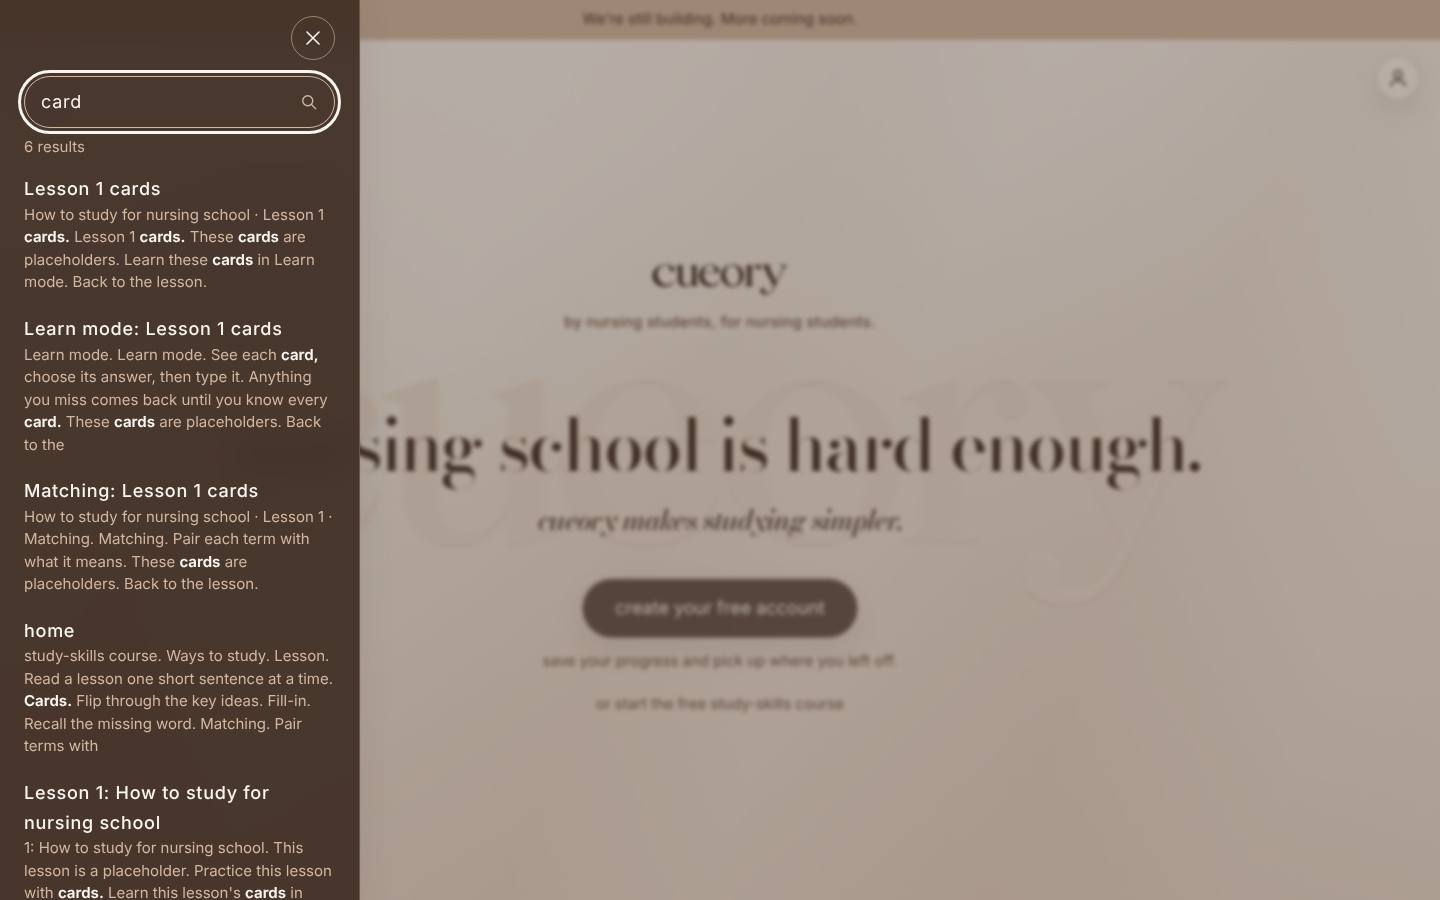 We're still building. More coming soon.
card
6 results
Lesson 1 cards
How to study for nursing school · Lesson 1
cards. Lesson 1 cards. These cards are
placeholders. Learn these cards in Learn
mode. Back to the lesson.
Learn mode: Lesson 1 cards
Learn mode. Learn mode. See each card,
choose its answer, then type it. Anything
you miss comes back until you know every
card. These cards are placeholders. Back
to the
Matching: Lesson 1 cards
How to study for nursing school · Lesson 1 ·
Matching. Matching. Pair each term with
what it means. These cards are
placeholders. Back to the lesson.
home
study-skills course. Ways to study. Lesson.
Read a lesson one short sentence at a time.
Cards. Flip through the key ideas. Fill-in.
Recall the missing word. Matching. Pair
terms with
Lesson 1: How to study for
nursing school
1: How to study for nursing school. This
lesson is a placeholder. Practice this lesson
with cards. Learn this lesson's cards in
cueory
by nursing students, for nursing students.
cueory
sing school is hard enough.
cueory makes studying simpler.
create your free account
save your progress and pick up where you left off.
or start the free study-skills course